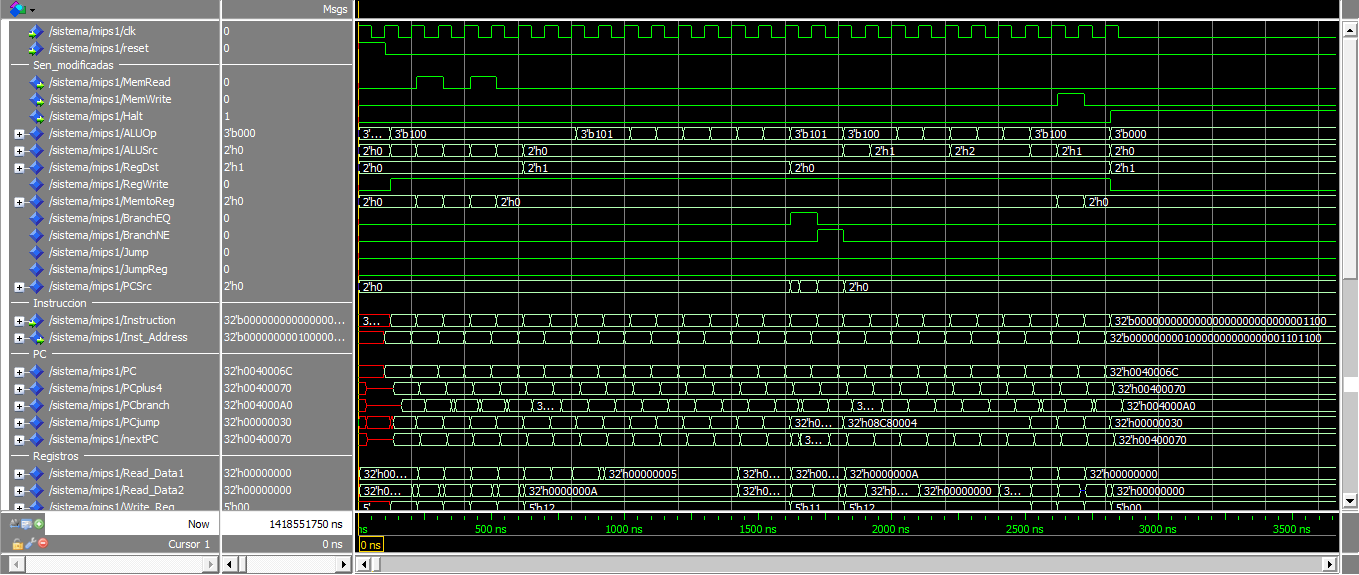 Msgs
/sistema/mips1/clk 0
/sistema/mips1/reset 0
Sen_modificadas
/sistema/mips1/MemRead 0
/sistema/mips1/MemWrite 0
/sistema/mips1/Halt 1
/sistema/mips1/ALUOp 3'b000 3'... 3'b100 3'b101 3'b101 3'b100 3'b100 3'b000
/sistema/mips1/ALUSrc 2'h0 2'h0 2'h0 2'h1 2'h2 2'h1 2'h0
/sistema/mips1/RegDst 2'h1 2'h0 2'h1 2'h0 2'h1
/sistema/mips1/RegWrite 0
/sistema/mips1/MemtoReg 2'h0 2'h0 2'h0 2'h0
/sistema/mips1/BranchEQ 0
/sistema/mips1/BranchNE 0
/sistema/mips1/Jump 0
/sistema/mips1/JumpReg 0
/sistema/mips1/PCSrc 2'h0 2'h0 2'h0
Instruccion
/sistema/mips1/Instruction 32'b000000000000000... 3... 32'b00000000000000000000000000001100
/sistema/mips1/Inst_Address 32'b000000000100000... 32'b00000000010000000000000001101100
PC
/sistema/mips1/PC 32'h0040006C 32'h0040006C
/sistema/mips1/PCplus4 32'h00400070 32'h00400070
/sistema/mips1/PCbranch 32'h004000A0 3... 3... 32'h004000A0
/sistema/mips1/PCjump 32'h00000030 32'h0... 32'h08C80004 32'h00000030
/sistema/mips1/nextPC 32'h00400070 3... 32'h00400070
Registros
/sistema/mips1/Read_Data1 32'h00000000 32'h00... 32'h00000005 32'h0... 32'h00... 32'h0000000A 32'h00000000
/sistema/mips1/Read_Data2 32'h00000000 32'h0... 32'h0000000A 32'h0... 32'h0... 32'h00000000 3... 32'h00000000
/sistema/mips1/Write_Reg 5'h00 5' 5'h12 5'h11 5'h12 5'h00
Now 1418551750 ns ns 500 ns 1000 ns 1500 ns 2000 ns 2500 ns 3000 ns 3500 ns
Cursor 1 0 ns 0 ns